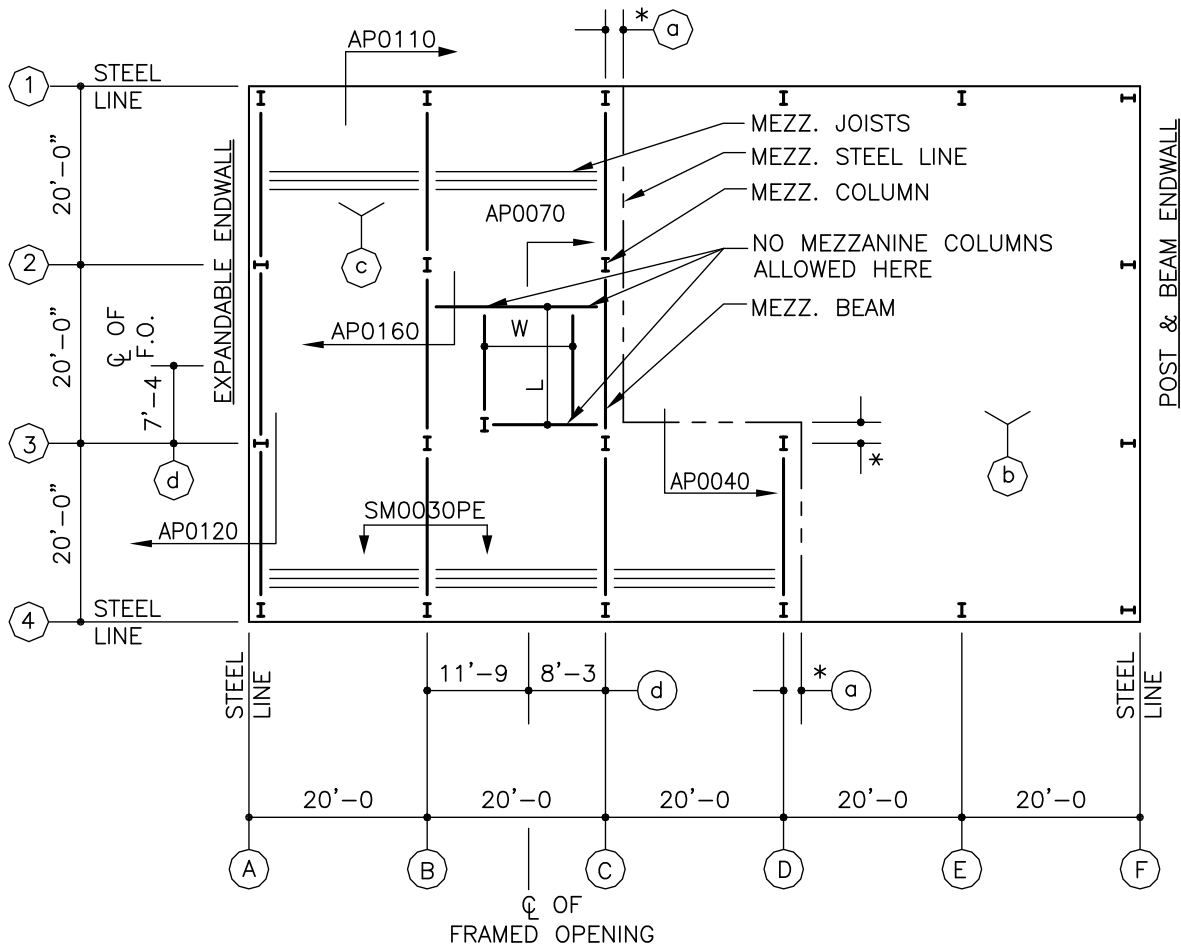 * a
AP0110
1
STEEL
LINE
MEZZ. JOISTS
MEZZ. STEEL LINE
MEZZ. COLUMN
20'-0"
EXPANDABLE ENDWALL
POST & BEAM ENDWALL
AP0070
NO MEZZANINE COLUMNS
ALLOWED HERE
c
2
MEZZ. BEAM
℄ OF
F.O.
AP0160
W
L
20'-0"
7'-4
3
d
*
b
AP0040
SM0030PE
AP0120
20'-0"
4
STEEL
LINE
11'-9
8'-3
d
* a
STEEL
LINE
STEEL
LINE
20'-0
20'-0
20'-0
20'-0
20'-0
A
B
C
D
E
F
℄ OF
FRAMED OPENING